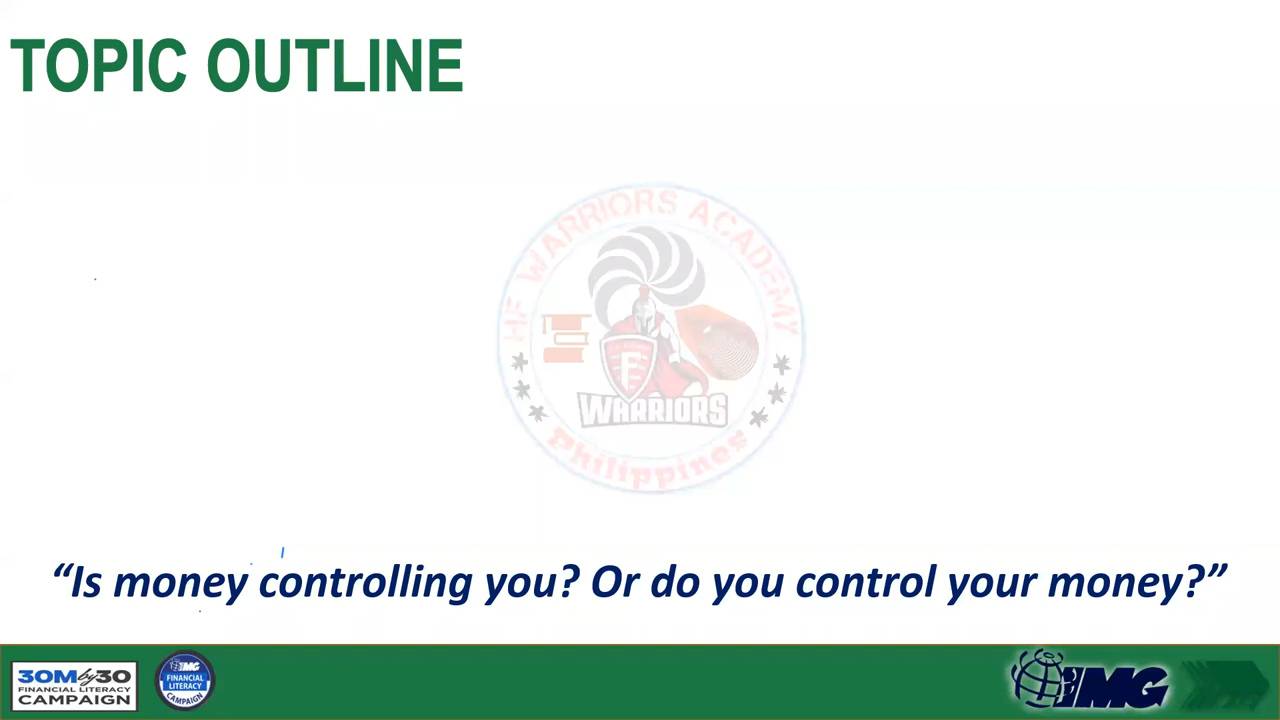 TOPIC OUTLINE
HF WARRIORS ACADEMY
F
WARRIORS
Philippines
“Is money controlling you? Or do you control your money?”
30M by 30
FINANCIAL LITERACY
CAMPAIGN
IMG
FINANCIAL
LITERACY
CAMPAIGN
IMG